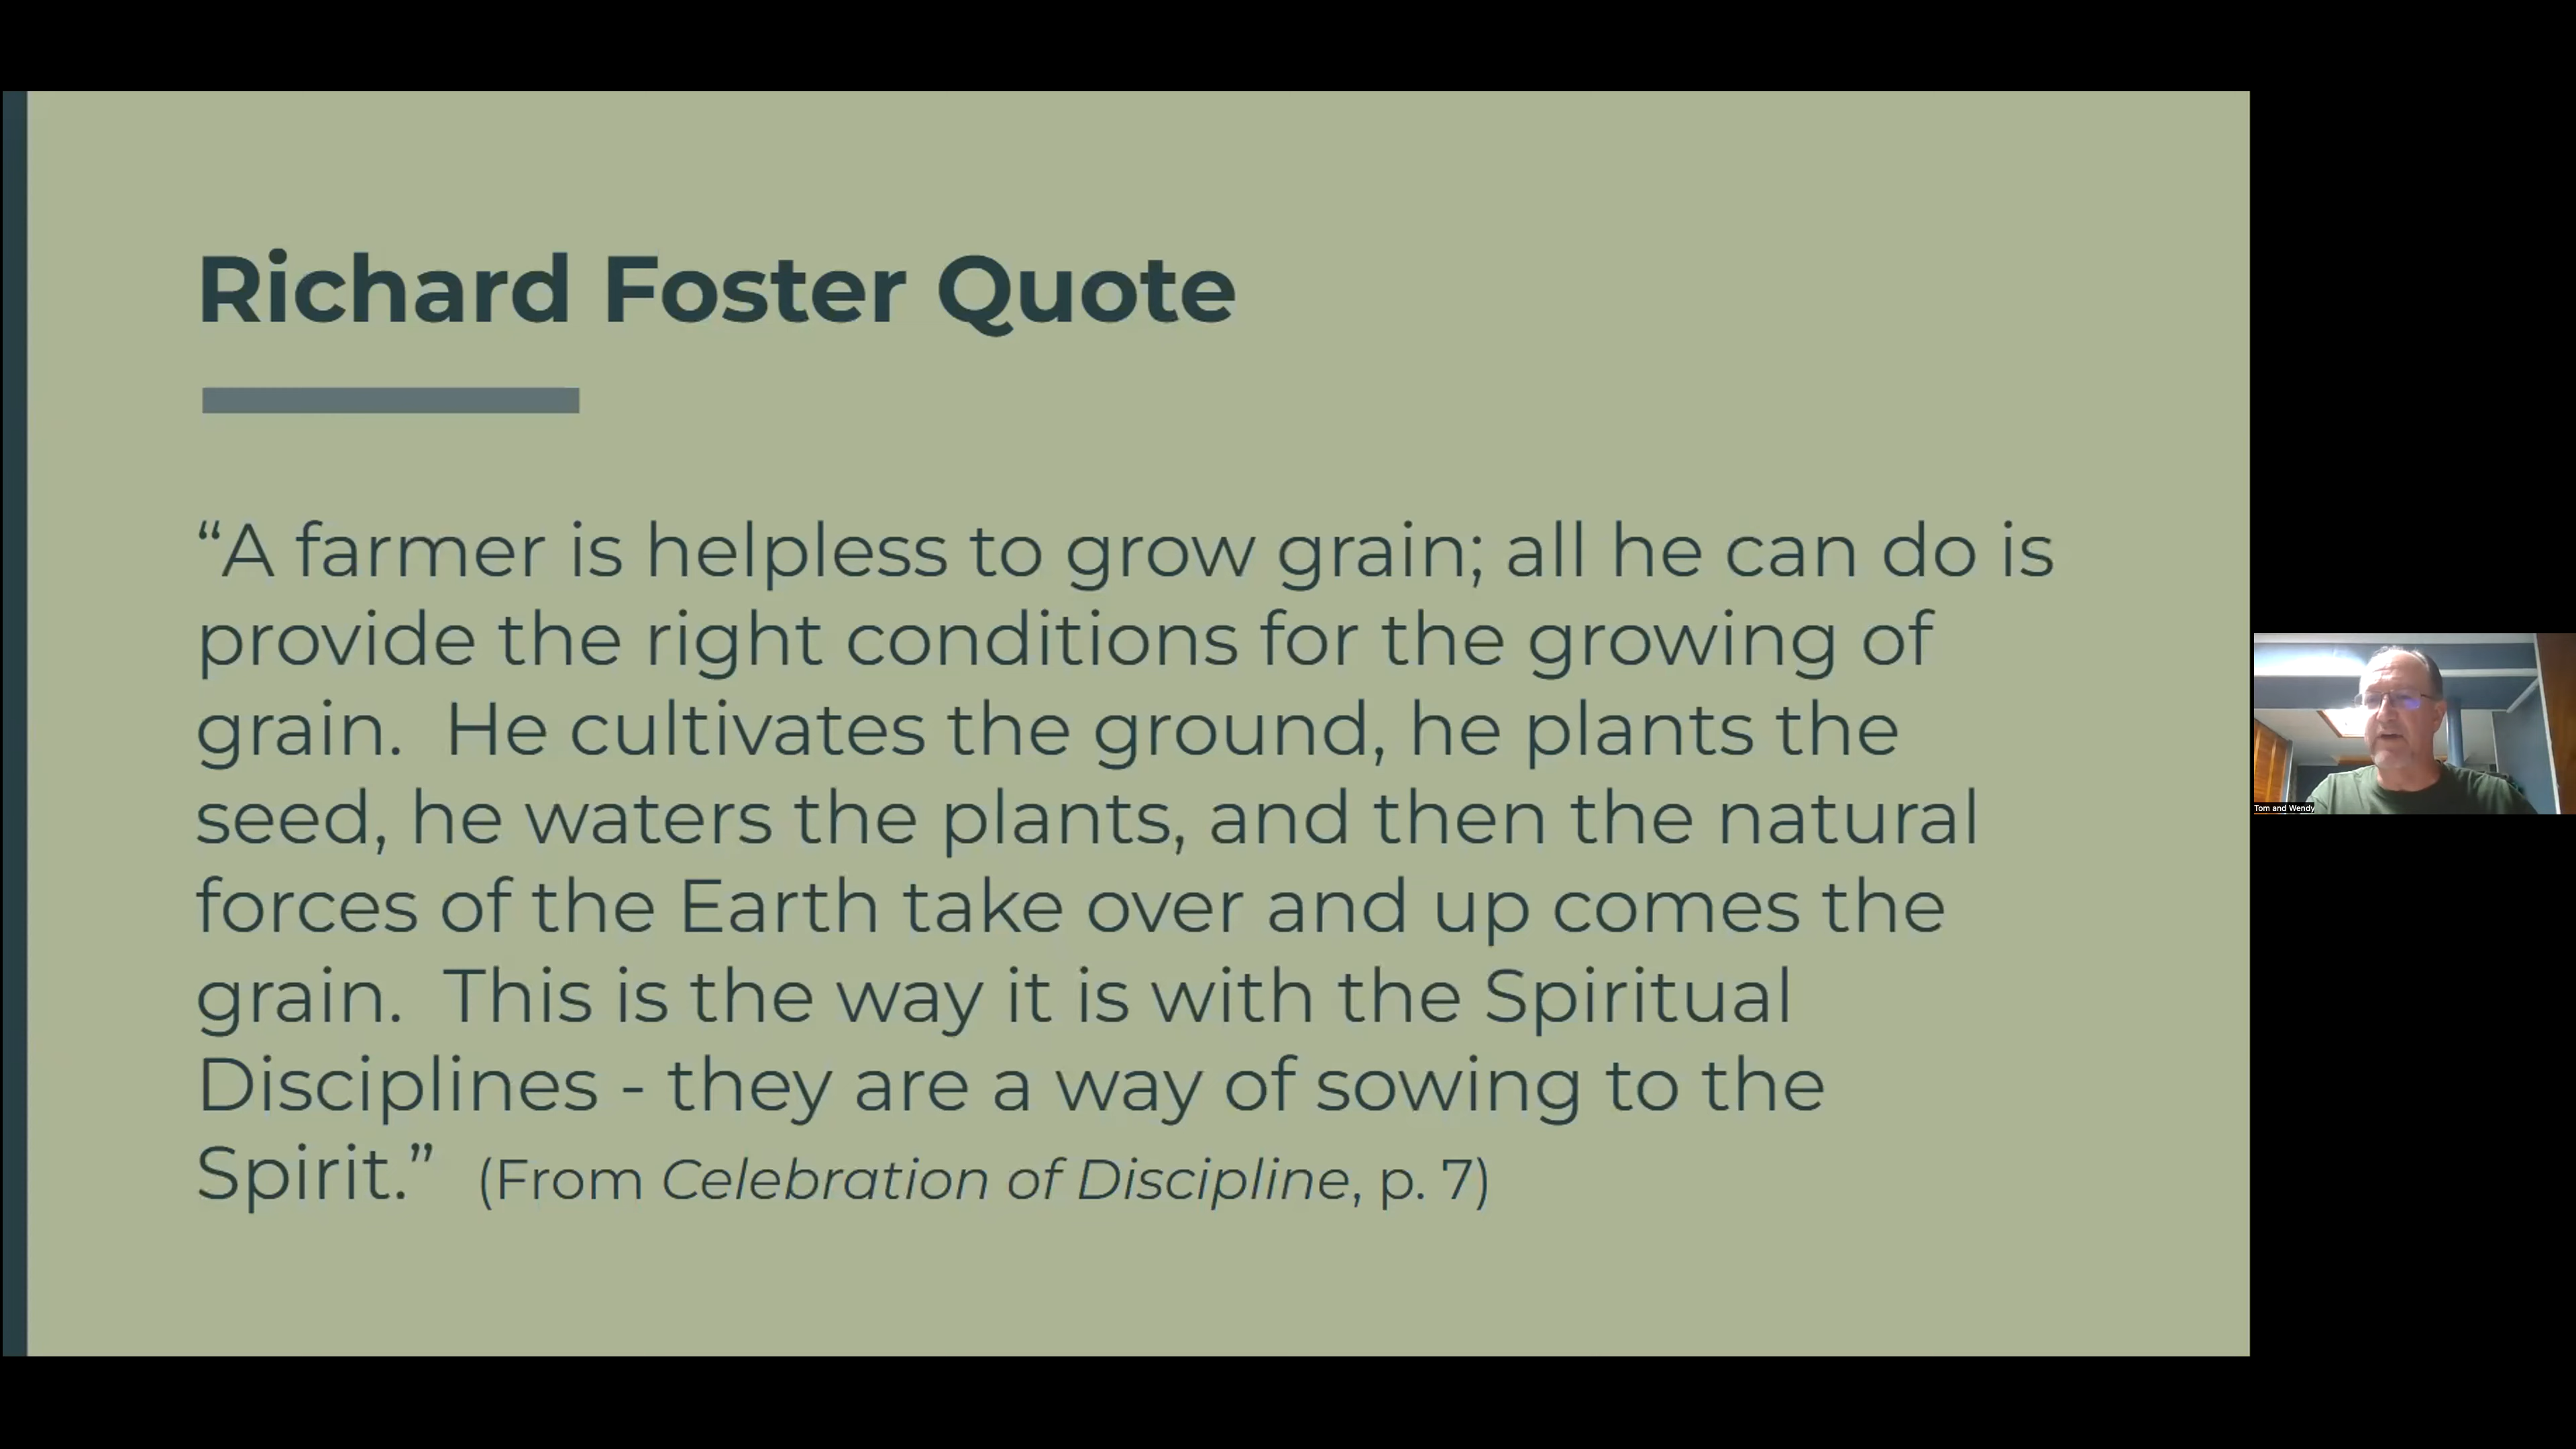 Richard Foster Quote
“A farmer is helpless to grow grain; all he can do is
provide the right conditions for the growing of
grain.  He cultivates the ground, he plants the
seed, he waters the plants, and then the natural
forces of the Earth take over and up comes the
grain.  This is the way it is with the Spiritual
Disciplines - they are a way of sowing to the
Spirit.”  (From Celebration of Discipline, p. 7)
Tom and Wendy